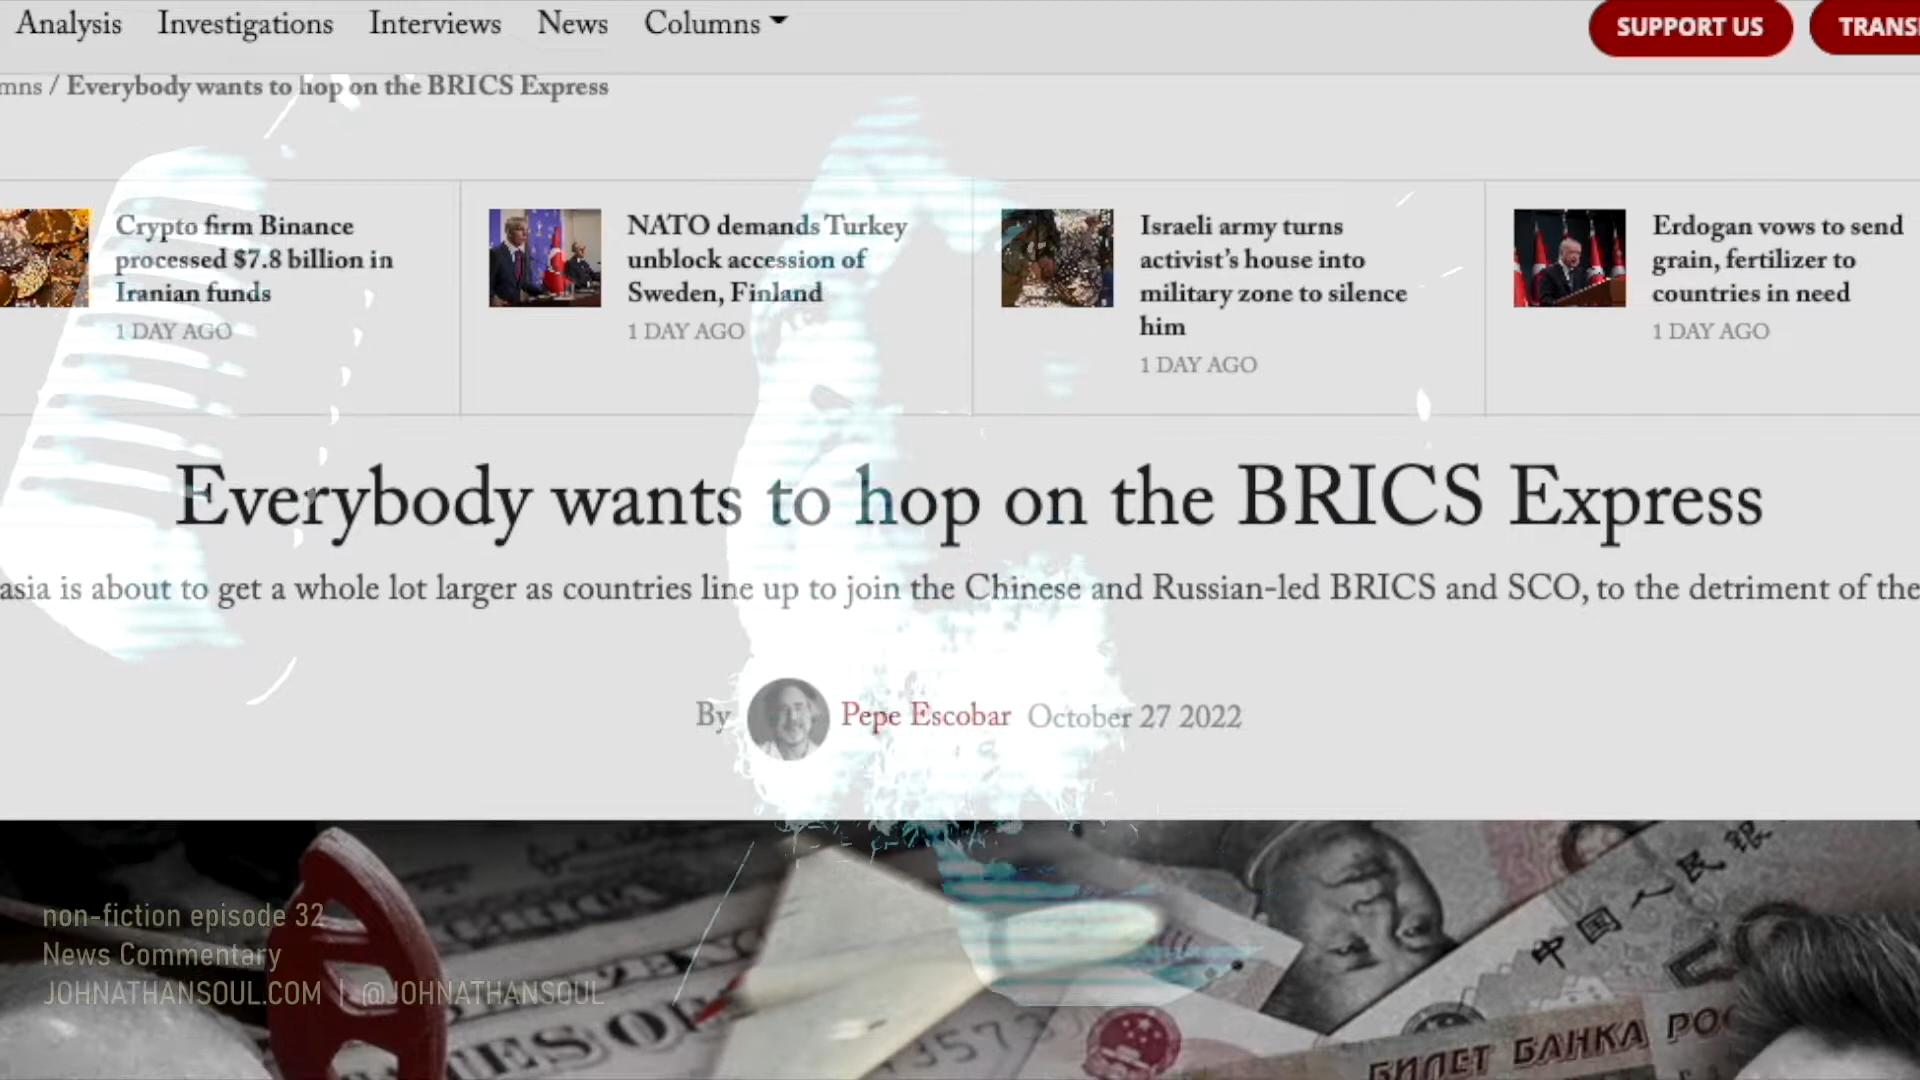 Analysis Investigations Interviews News Columns SUPPORT US
/ Everybody wants to hop on the BRICS Express
Crypto firm Binance
processed $7.8 billion in
Iranian funds
1 DAY AGO
NATO demands Turkey
unblock accession of
Sweden, Finland
1 DAY AGO
Israeli army turns
activist's house into
military zone to silence
him
1 DAY AGO
Erdogan vows to send
grain, fertilizer to
countries in need
1 DAY AGO
Everybody wants to hop on the BRICS Express
is about to get a whole lot larger as countries line up to join the Chinese and Russian-led BRICS and SCO, to the detriment of the
By Pepe Escobar October 27 2022
non-fiction episode 32
News Commentary
JOHNATHANSOUL.COM | @JOHNATHANSOUL
中国人民银
БИЛЕТ БАНКА